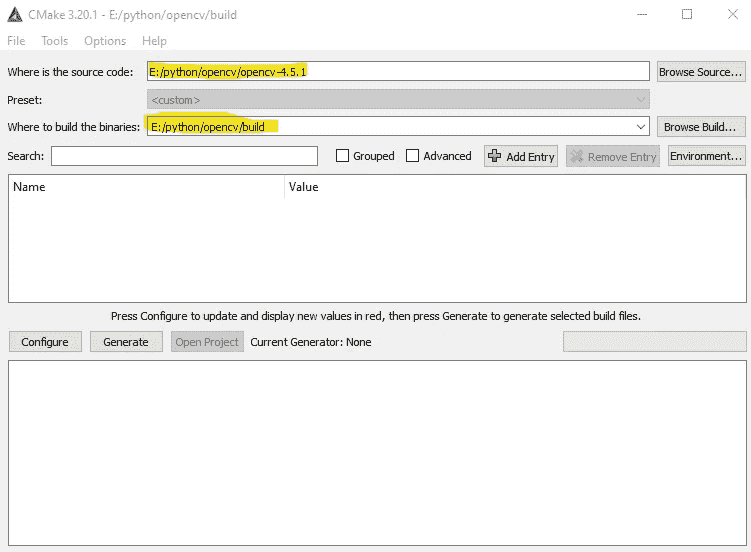 CMake 3.20.1 - E:/python/opencv/build
File Tools Options Help
Where is the source code: E:/python/opencv/opencv-4.5.1 Browse Source...
Preset: <custom>
Where to build the binaries: E:/python/opencv/build Browse Build...
Search: Grouped Advanced Add Entry Remove Entry Environment...
Name Value
Press Configure to update and display new values in red, then press Generate to generate selected build files.
Configure Generate Open Project Current Generator: None